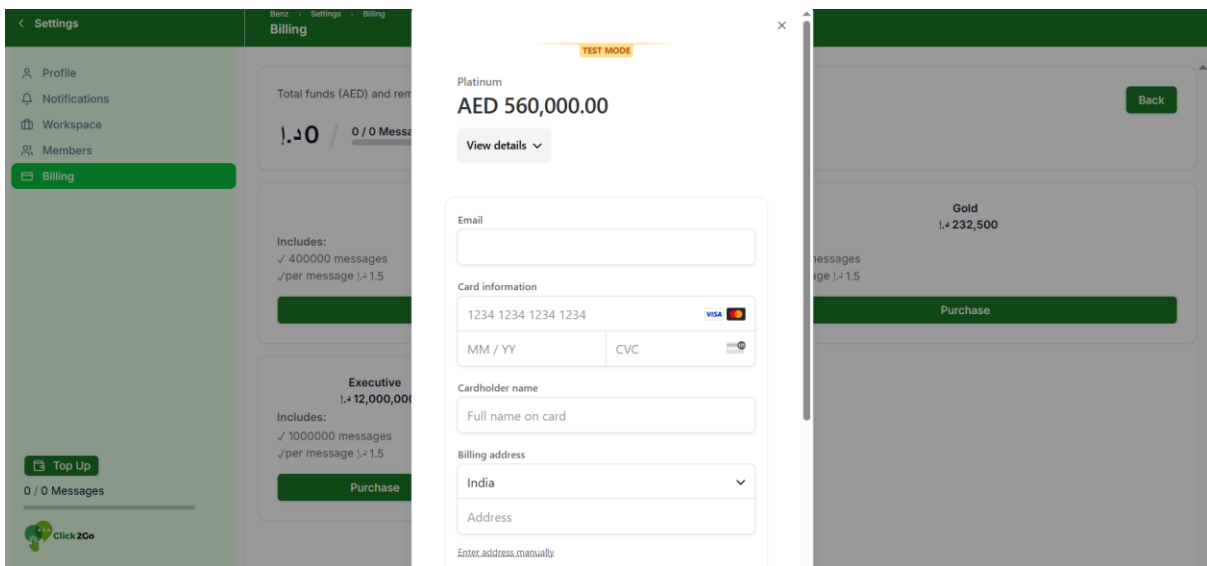 Settings
Benz › Settings › Billing
Billing
Profile
Notifications
Workspace
Members
Billing
Top Up
0 / 0 Messages
Click2Go
Total funds (AED) and rem
0 د.إ / 0 / 0 Messa
Back
Includes:
✓ 400000 messages
✓per message د.إ 1.5
Gold
د.إ 232,500
nessages
ge د.إ 1.5
Purchase
Executive
د.إ 12,000,000
Includes:
✓ 1000000 messages
✓per message د.إ 1.5
Purchase
TEST MODE
Platinum
AED 560,000.00
View details
Email
Card information
1234 1234 1234 1234
VISA
MM / YY
CVC
Cardholder name
Full name on card
Billing address
India
Address
Enter address manually